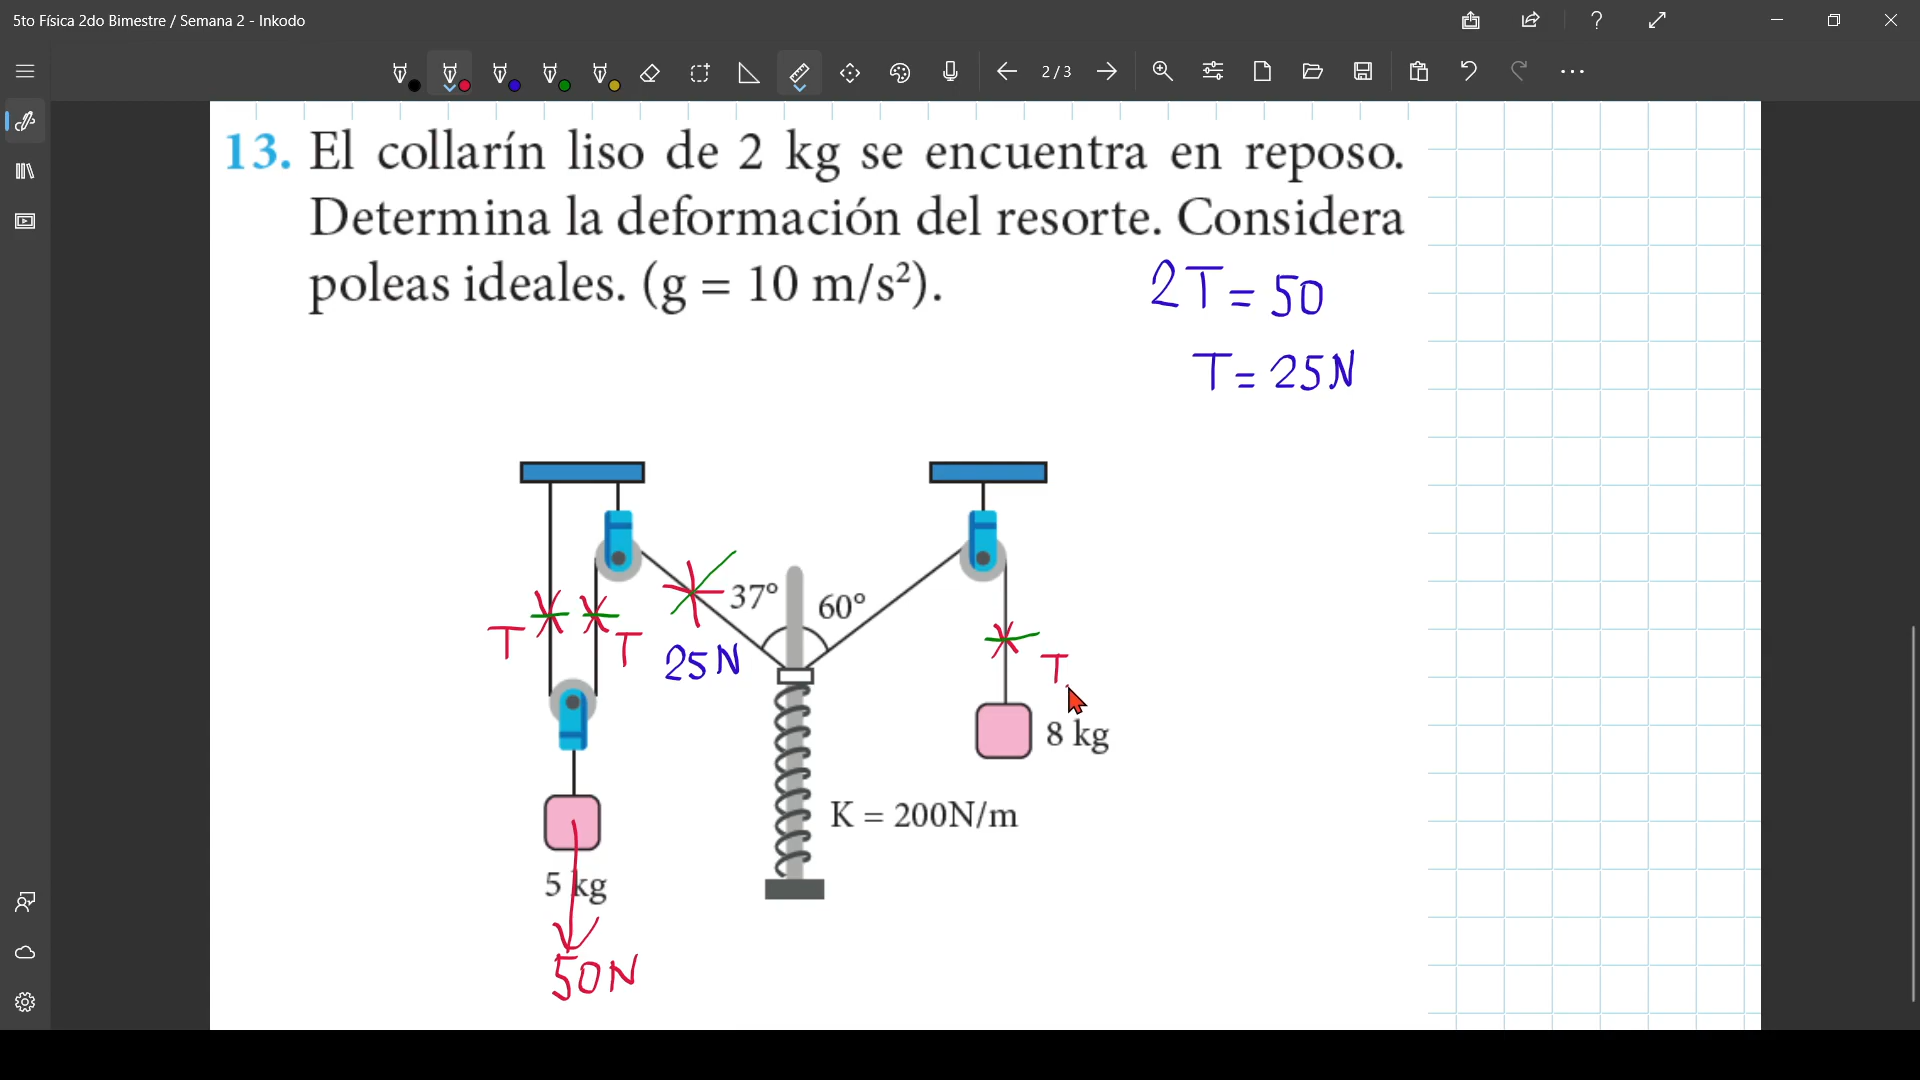 5to Física 2do Bimestre / Semana 2 - Inkodo
2/3
13. El collarín liso de 2 kg se encuentra en reposo.
Determina la deformación del resorte. Considera
poleas ideales. (g = 10 m/s²).
2T = 50
T = 25N
37°
60°
T
T
25N
T
8 kg
K = 200N/m
5 kg
50N